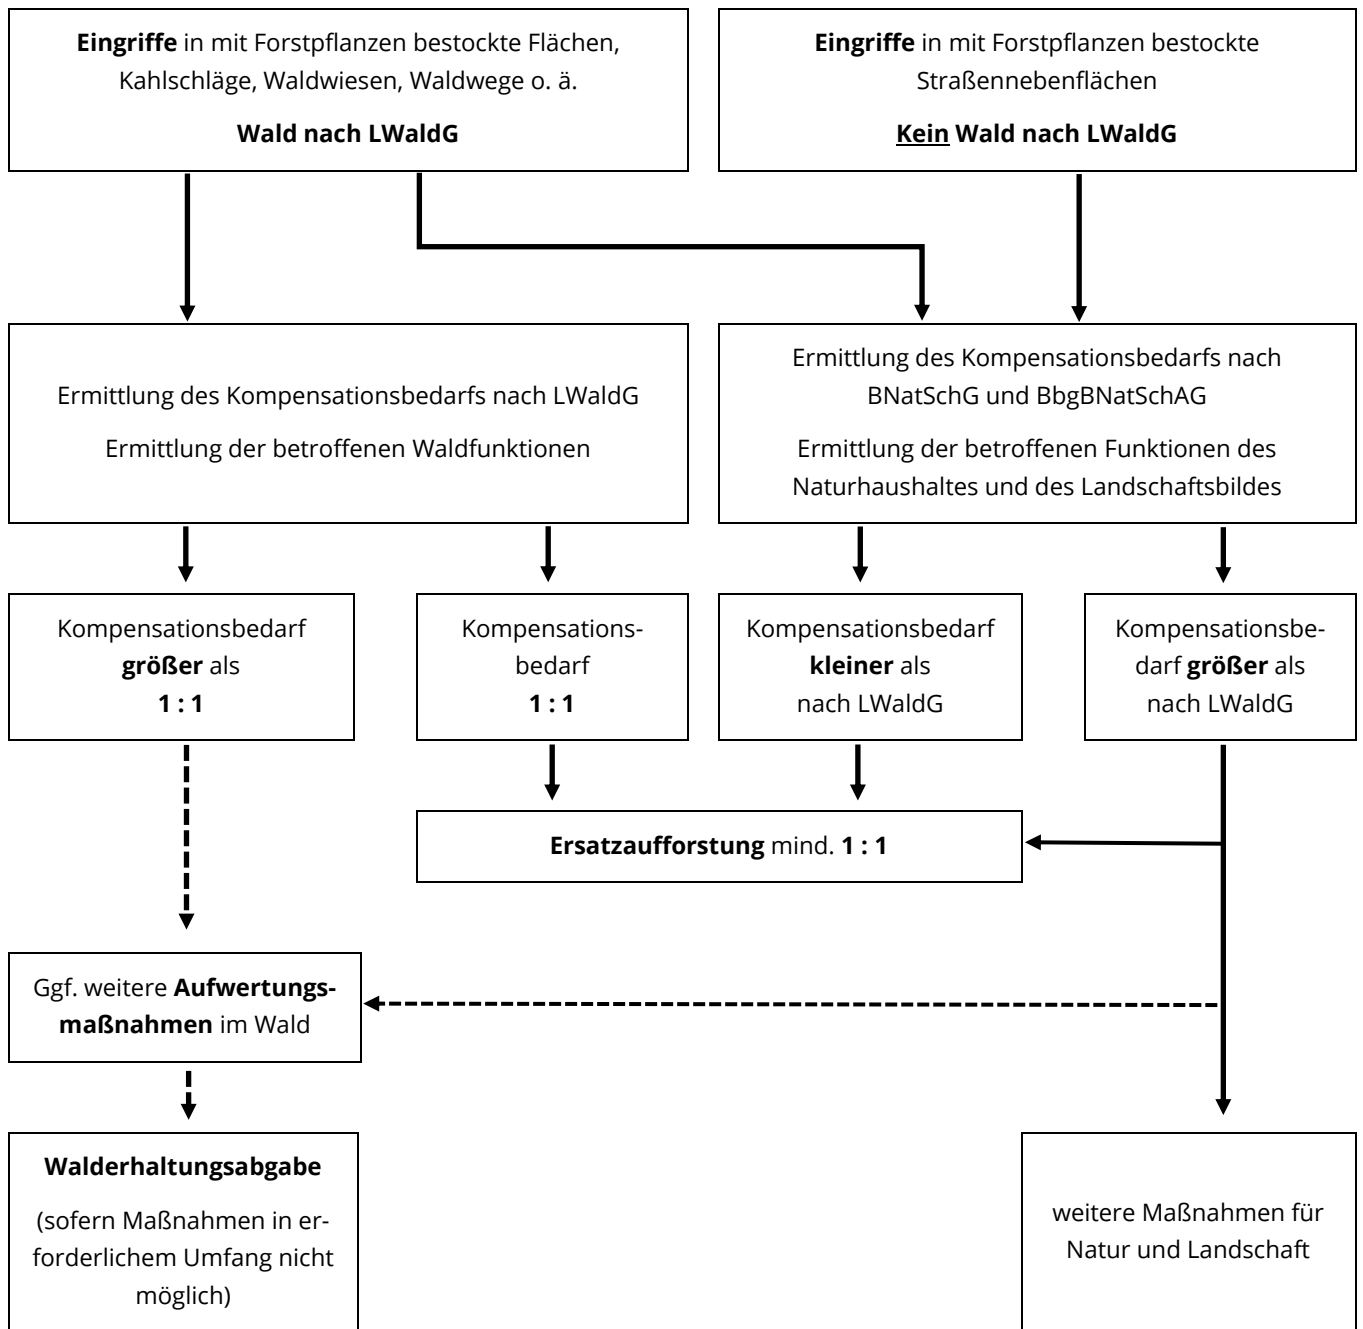 Eingriffe in mit Forstpflanzen bestockte Flächen,
Kahlschläge, Waldwiesen, Waldwege o. ä.
Wald nach LWaldG
Eingriffe in mit Forstpflanzen bestockte
Straßennebenflächen
Kein Wald nach LWaldG
Ermittlung des Kompensationsbedarfs nach LWaldG
Ermittlung der betroffenen Waldfunktionen
Ermittlung des Kompensationsbedarfs nach
BNatSchG und BbgBNatSchAG
Ermittlung der betroffenen Funktionen des
Naturhaushaltes und des Landschaftsbildes
Kompensationsbedarf
größer als
1 : 1
Kompensations-
bedarf
1 : 1
Kompensationsbedarf
kleiner als
nach LWaldG
Kompensationsbe-
darf größer als
nach LWaldG
Ersatzaufforstung mind. 1 : 1
Ggf. weitere Aufwertungs-
maßnahmen im Wald
Walderhaltungsabgabe
(sofern Maßnahmen in er-
forderlichem Umfang nicht
möglich)
weitere Maßnahmen für
Natur und Landschaft